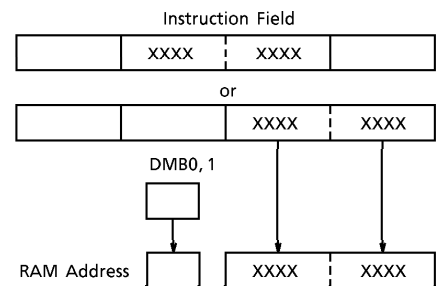 Instruction Field
XXXX XXXX
or
XXXX XXXX
DMB0, 1
RAM Address XXXX XXXX